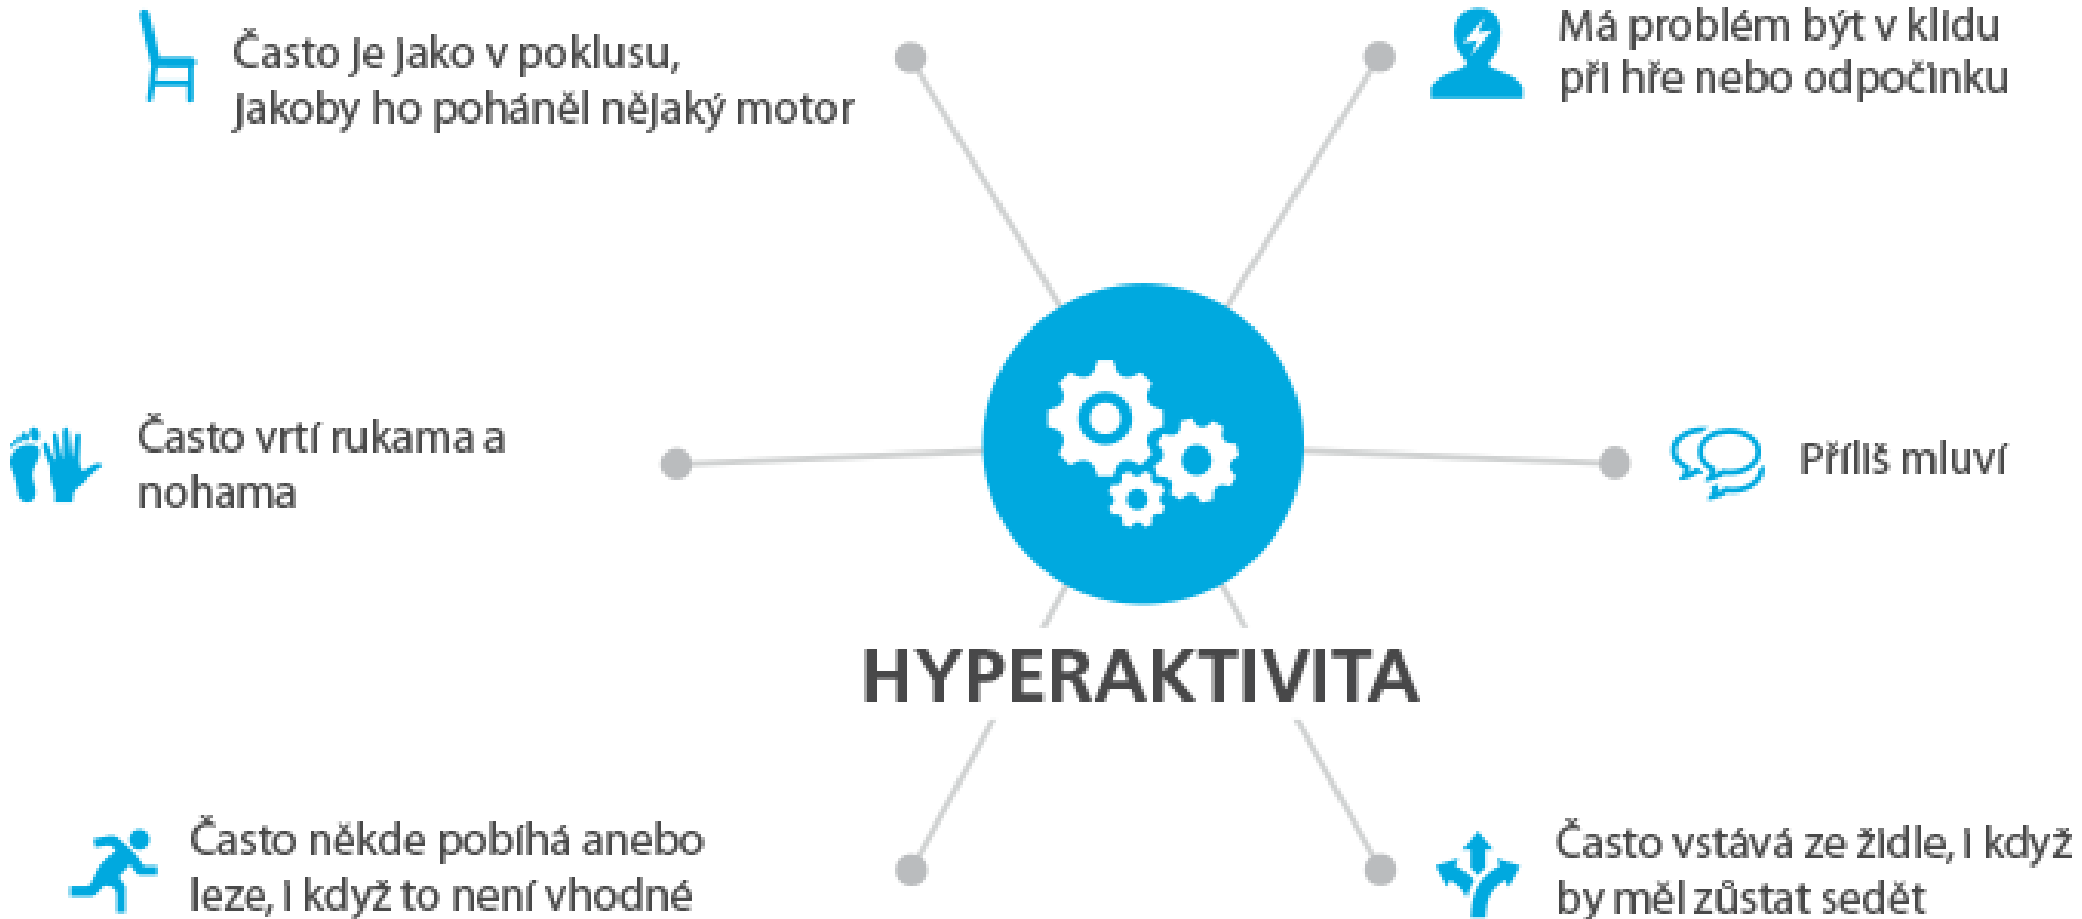 Často je jako v poklusu,
jakoby ho poháněl nějaký motor
Má problém být v klidu
při hře nebo odpočinku
Často vrtí rukama a
nohama
Příliš mluví
HYPERAKTIVITA
Často někde pobíhá anebo
leze, i když to není vhodné
Často vstává ze židle, i když
by měl zůstat sedět